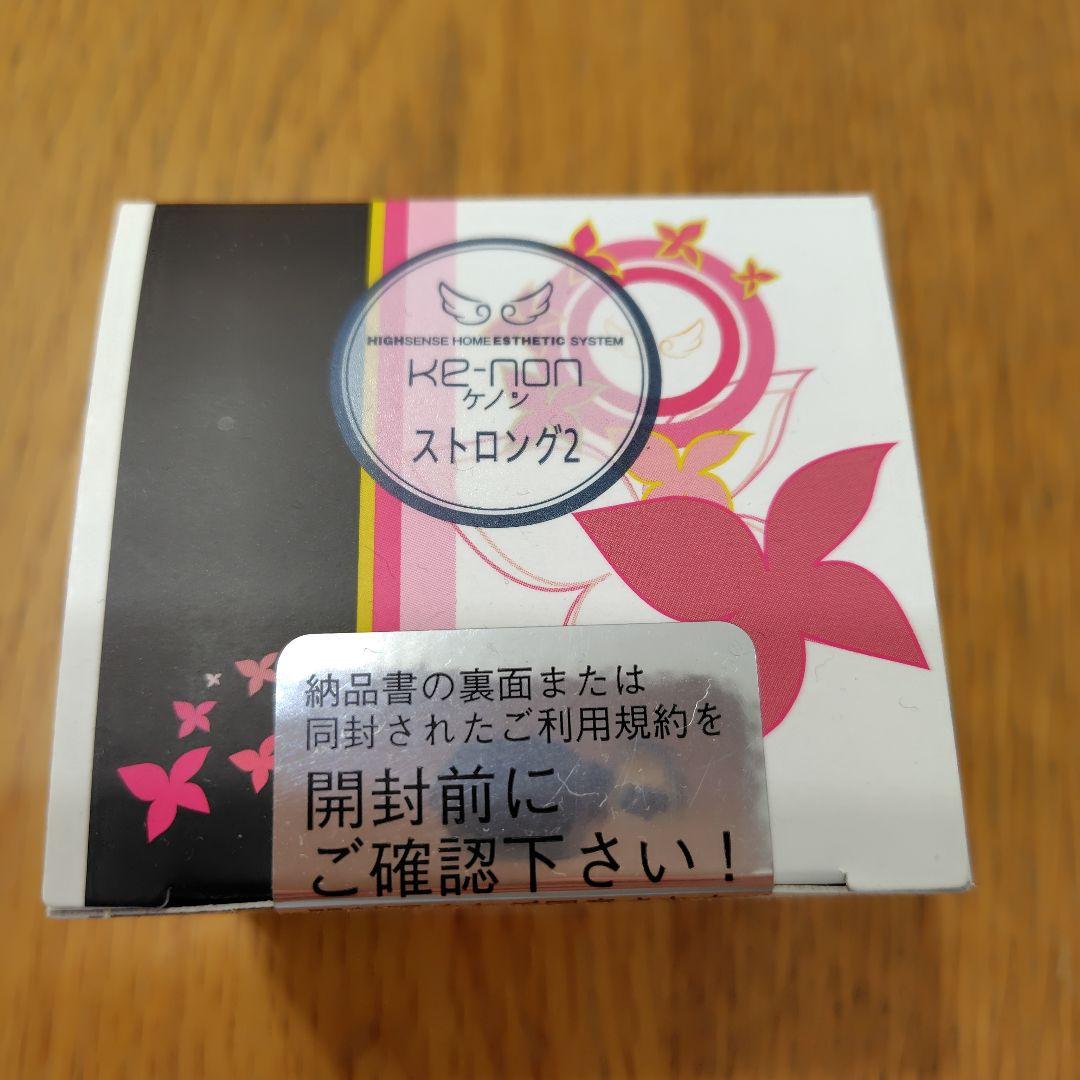 HIGHSENSE HOME ESTHETIC SYSTEM
Ke-non
ケノン
ストロング2
納品書の裏面または
同封されたご利用規約を
開封前に
ご確認下さい！